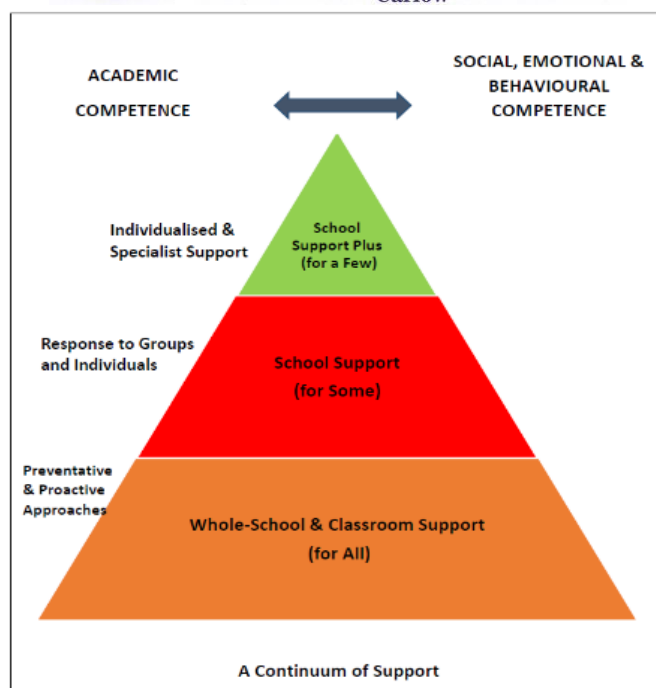 Carlow
ACADEMIC
COMPETENCE
SOCIAL, EMOTIONAL &
BEHAVIOURAL
COMPETENCE
Individualised &
Specialist Support
School
Support Plus
(for a Few)
Response to Groups
and Individuals
School Support
(for Some)
Preventative
& Proactive
Approaches
Whole-School & Classroom Support
(for All)
A Continuum of Support